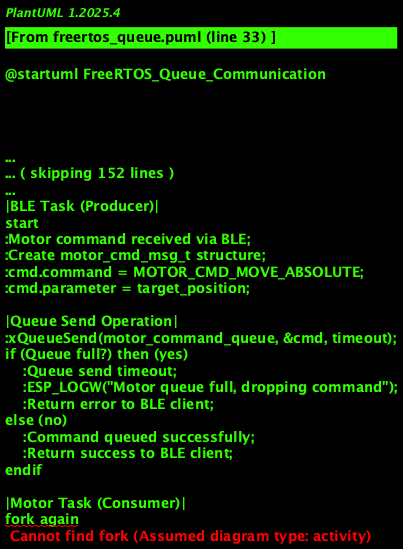 PlantUML 1.2025.4
[From freertos_queue.puml (line 33) ]
@startuml FreeRTOS_Queue_Communication
...
... ( skipping 152 lines )
...
|BLE Task (Producer)|
start
:Motor command received via BLE;
:Create motor_cmd_msg_t structure;
:cmd.command = MOTOR_CMD_MOVE_ABSOLUTE;
:cmd.parameter = target_position;
|Queue Send Operation|
:xQueueSend(motor_command_queue, &cmd, timeout);
if (Queue full?) then (yes)
:Queue send timeout;
:ESP_LOGW("Motor queue full, dropping command");
:Return error to BLE client;
else (no)
:Command queued successfully;
:Return success to BLE client;
endif
|Motor Task (Consumer)|
fork again
Cannot find fork (Assumed diagram type: activity)